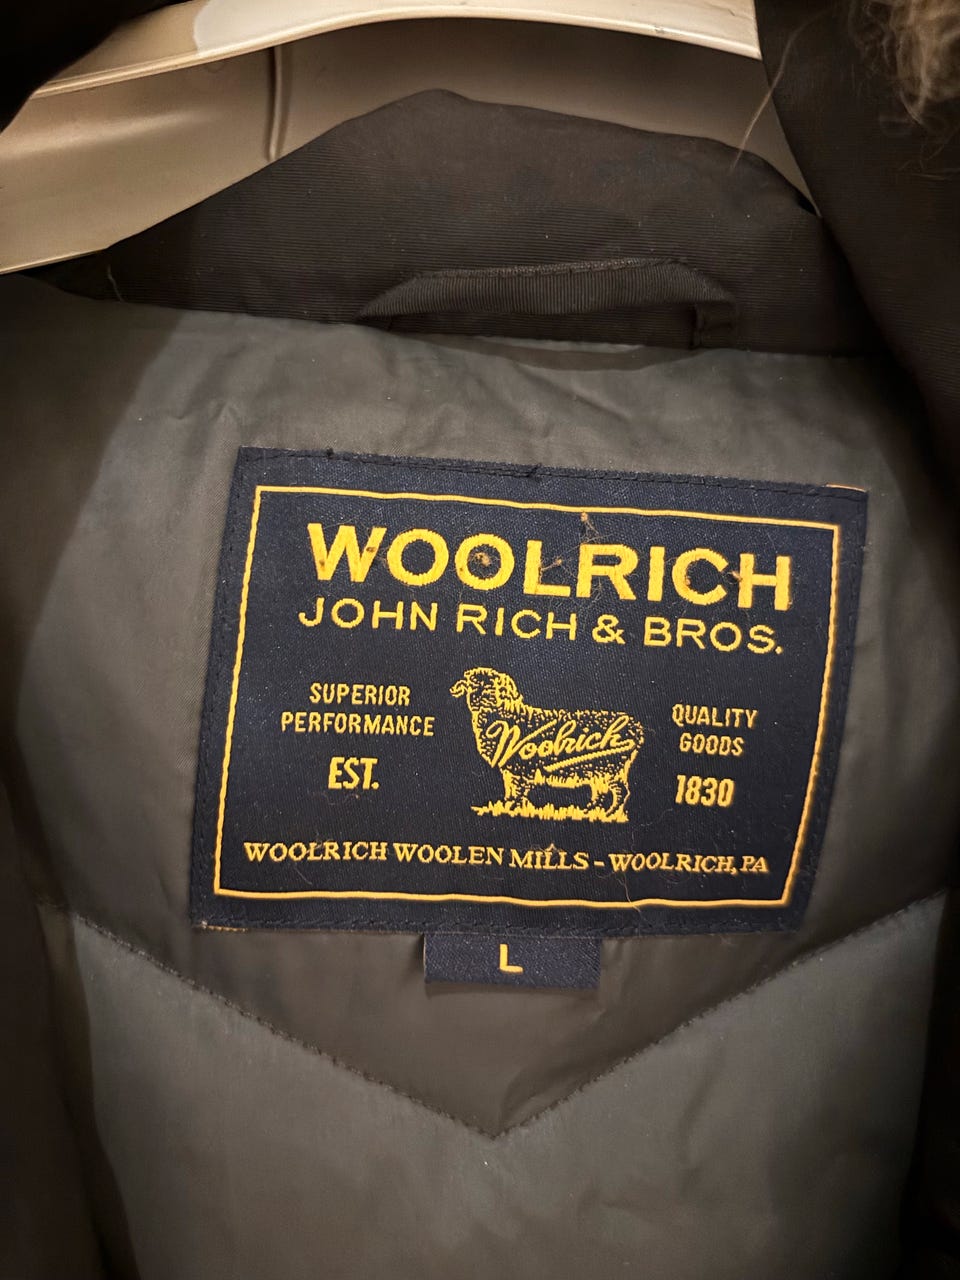 WOOLRICH
JOHN RICH & BROS.
SUPERIOR
PERFORMANCE
EST.
Woolrich
QUALITY
GOODS
1830
WOOLRICH WOOLEN MILLS - WOOLRICH, PA
L